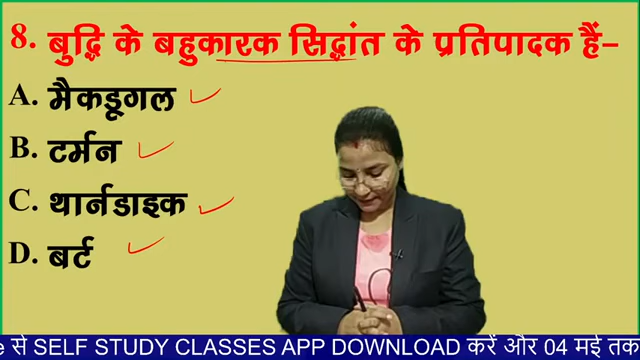 8. बुद्धि के बहुकारक सिद्धांत के प्रतिपादक हैं-
A. मैकडूगल
B. टर्मन
C. थार्नडाइक
D. बर्ट
से SELF STUDY CLASSES APP DOWNLOAD करें और 04 मई तक